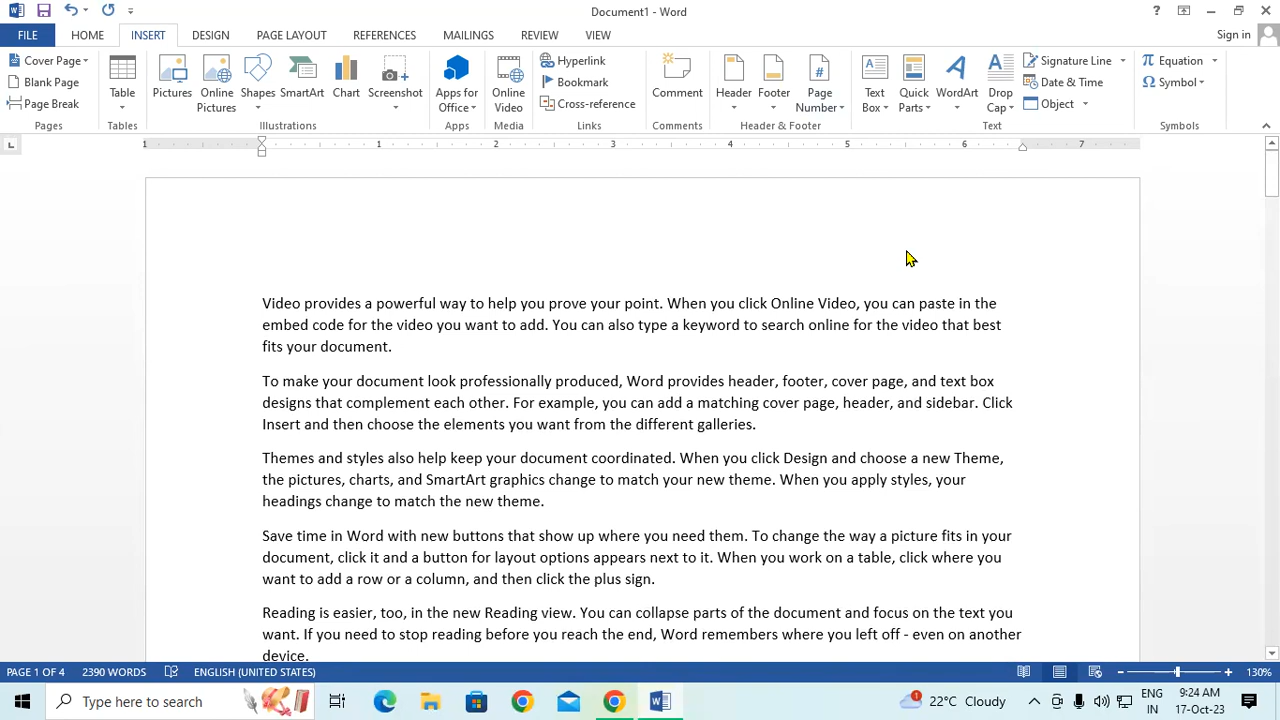 Document1 - Word
?
FILE HOME INSERT DESIGN PAGE LAYOUT REFERENCES MAILINGS REVIEW VIEW Sign in
Cover Page
Blank Page
Page Break
Pages
Table
Tables
Pictures
Online Pictures
Shapes
SmartArt
Chart
Screenshot
Illustrations
Apps for Office
Apps
Online Video
Media
Hyperlink
Bookmark
Cross-reference
Links
Comment
Comments
Header
Footer
Page Number
Header & Footer
Text Box
Quick Parts
WordArt
Drop Cap
Signature Line
Date & Time
Object
Text
Equation
Symbol
Symbols
1 1 2 3 4 5 6 7
Video provides a powerful way to help you prove your point. When you click Online Video, you can paste in the
embed code for the video you want to add. You can also type a keyword to search online for the video that best
fits your document.
To make your document look professionally produced, Word provides header, footer, cover page, and text box
designs that complement each other. For example, you can add a matching cover page, header, and sidebar. Click
Insert and then choose the elements you want from the different galleries.
Themes and styles also help keep your document coordinated. When you click Design and choose a new Theme,
the pictures, charts, and SmartArt graphics change to match your new theme. When you apply styles, your
headings change to match the new theme.
Save time in Word with new buttons that show up where you need them. To change the way a picture fits in your
document, click it and a button for layout options appears next to it. When you work on a table, click where you
want to add a row or a column, and then click the plus sign.
Reading is easier, too, in the new Reading view. You can collapse parts of the document and focus on the text you
want. If you need to stop reading before you reach the end, Word remembers where you left off - even on another
device.
PAGE 1 OF 4 2390 WORDS ENGLISH (UNITED STATES) 130%
Type here to search
1 22°C Cloudy
ENG
IN
9:24 AM
17-Oct-23